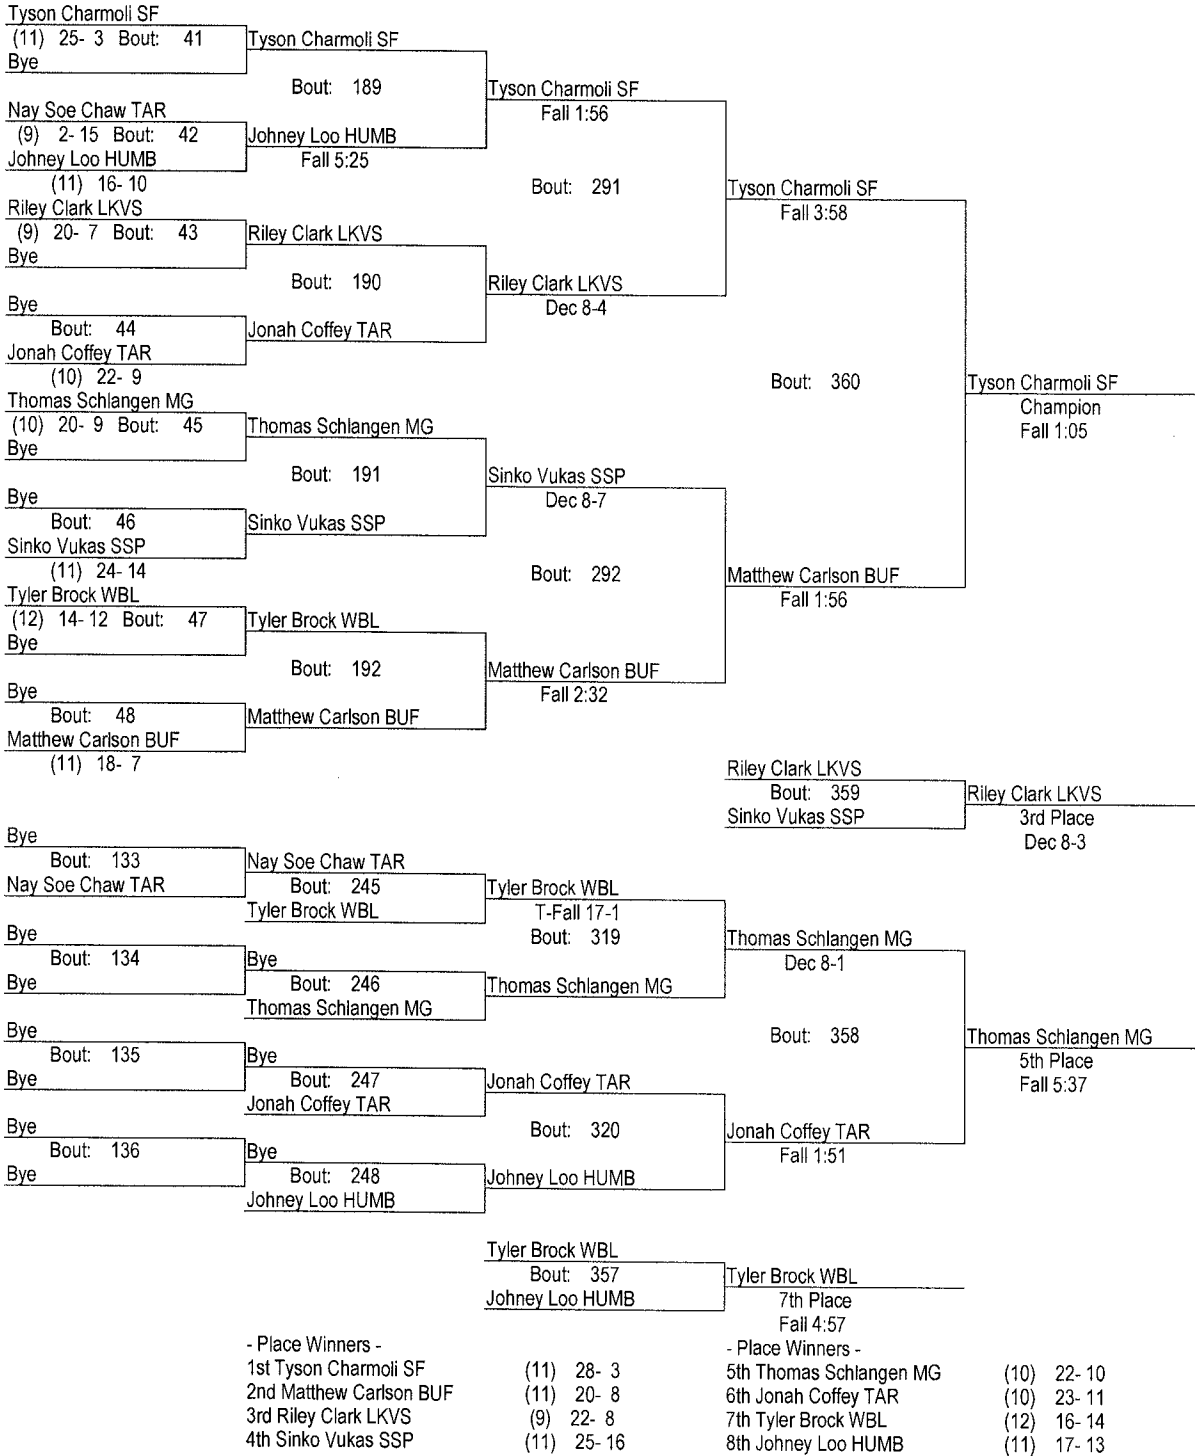 Tyson Charmoli SF
(11) 25- 3 Bout: 41
Bye
Tyson Charmoli SF
Bout: 189
Nay Soe Chaw TAR
(9) 2- 15 Bout: 42
Johney Loo HUMB
(11) 16- 10
Johney Loo HUMB
Fall 5:25
Tyson Charmoli SF
Fall 1:56
Bout: 291
Riley Clark LKVS
(9) 20- 7 Bout: 43
Bye
Riley Clark LKVS
Bout: 190
Bye
Bout: 44
Jonah Coffey TAR
(10) 22- 9
Jonah Coffey TAR
Riley Clark LKVS
Dec 8-4
Tyson Charmoli SF
Fall 3:58
Bout: 360
Thomas Schlangen MG
(10) 20- 9 Bout: 45
Bye
Thomas Schlangen MG
Bout: 191
Bye
Bout: 46
Sinko Vukas SSP
(11) 24- 14
Sinko Vukas SSP
Sinko Vukas SSP
Dec 8-7
Bout: 292
Tyler Brock WBL
(12) 14- 12 Bout: 47
Bye
Tyler Brock WBL
Bout: 192
Bye
Bout: 48
Matthew Carlson BUF
(11) 18- 7
Matthew Carlson BUF
Matthew Carlson BUF
Fall 2:32
Matthew Carlson BUF
Fall 1:56
Tyson Charmoli SF
Champion
Fall 1:05
Riley Clark LKVS
Bout: 359
Sinko Vukas SSP
Riley Clark LKVS
3rd Place
Dec 8-3
Bye
Bout: 133
Nay Soe Chaw TAR
Nay Soe Chaw TAR
Bout: 245
Tyler Brock WBL
Tyler Brock WBL
T-Fall 17-1
Bout: 319
Bye
Bout: 134
Bye
Bye
Bout: 246
Thomas Schlangen MG
Thomas Schlangen MG
Thomas Schlangen MG
Dec 8-1
Bout: 358
Bye
Bout: 135
Bye
Bye
Bout: 247
Jonah Coffey TAR
Jonah Coffey TAR
Bout: 320
Bye
Bout: 136
Bye
Bye
Bout: 248
Johney Loo HUMB
Johney Loo HUMB
Jonah Coffey TAR
Fall 1:51
Thomas Schlangen MG
5th Place
Fall 5:37
Tyler Brock WBL
Bout: 357
Johney Loo HUMB
Tyler Brock WBL
7th Place
Fall 4:57
- Place Winners -
1st Tyson Charmoli SF (11) 28- 3
2nd Matthew Carlson BUF (11) 20- 8
3rd Riley Clark LKVS (9) 22- 8
4th Sinko Vukas SSP (11) 25- 16
- Place Winners -
5th Thomas Schlangen MG (10) 22- 10
6th Jonah Coffey TAR (10) 23- 11
7th Tyler Brock WBL (12) 16- 14
8th Johney Loo HUMB (11) 17- 13